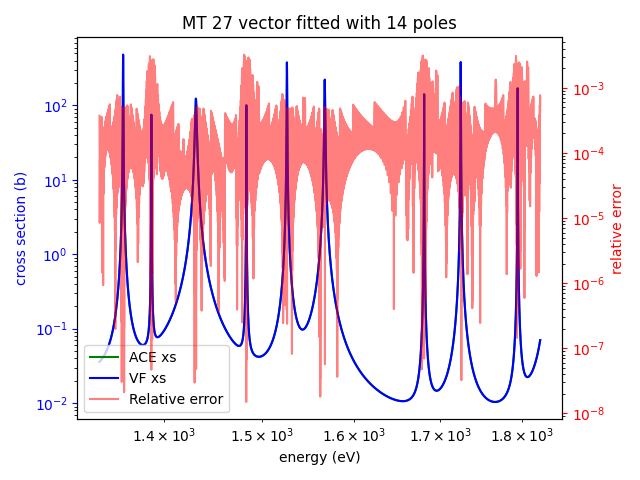 MT 27 vector fitted with 14 poles
cross section (b)
10²
10¹
10⁰
10⁻¹
10⁻²
10⁻³
10⁻⁴
10⁻⁵
10⁻⁶
10⁻⁷
10⁻⁸
relative error
ACE xs
VF xs
Relative error
1.4 × 10³ 1.5 × 10³ 1.6 × 10³ 1.7 × 10³ 1.8 × 10³
energy (eV)